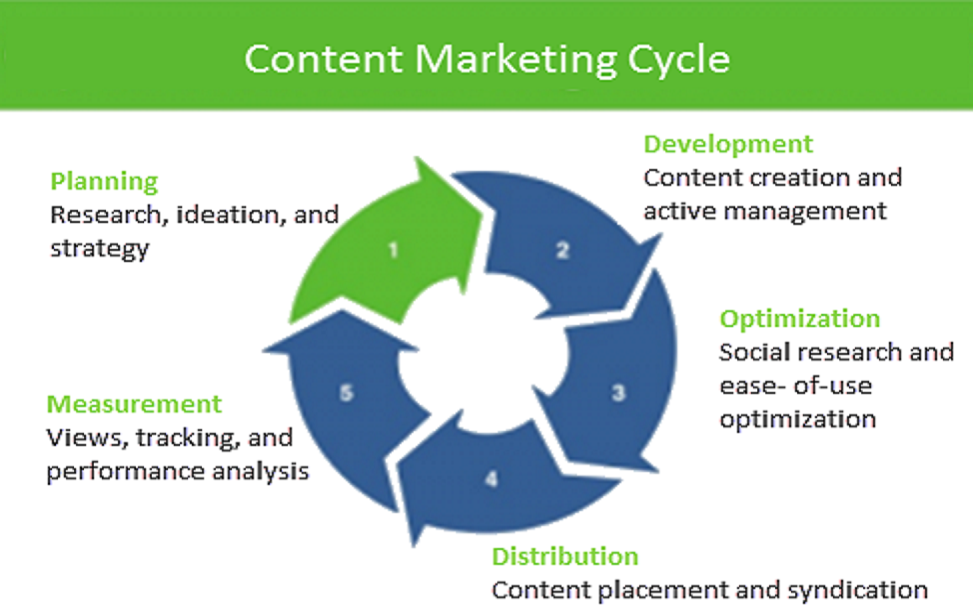 Content Marketing Cycle
Planning
Research, ideation, and
strategy
1
Development
Content creation and
active management
2
Optimization
Social research and
ease- of-use
optimization
3
Distribution
Content placement and syndication
4
Measurement
Views, tracking, and
performance analysis
5